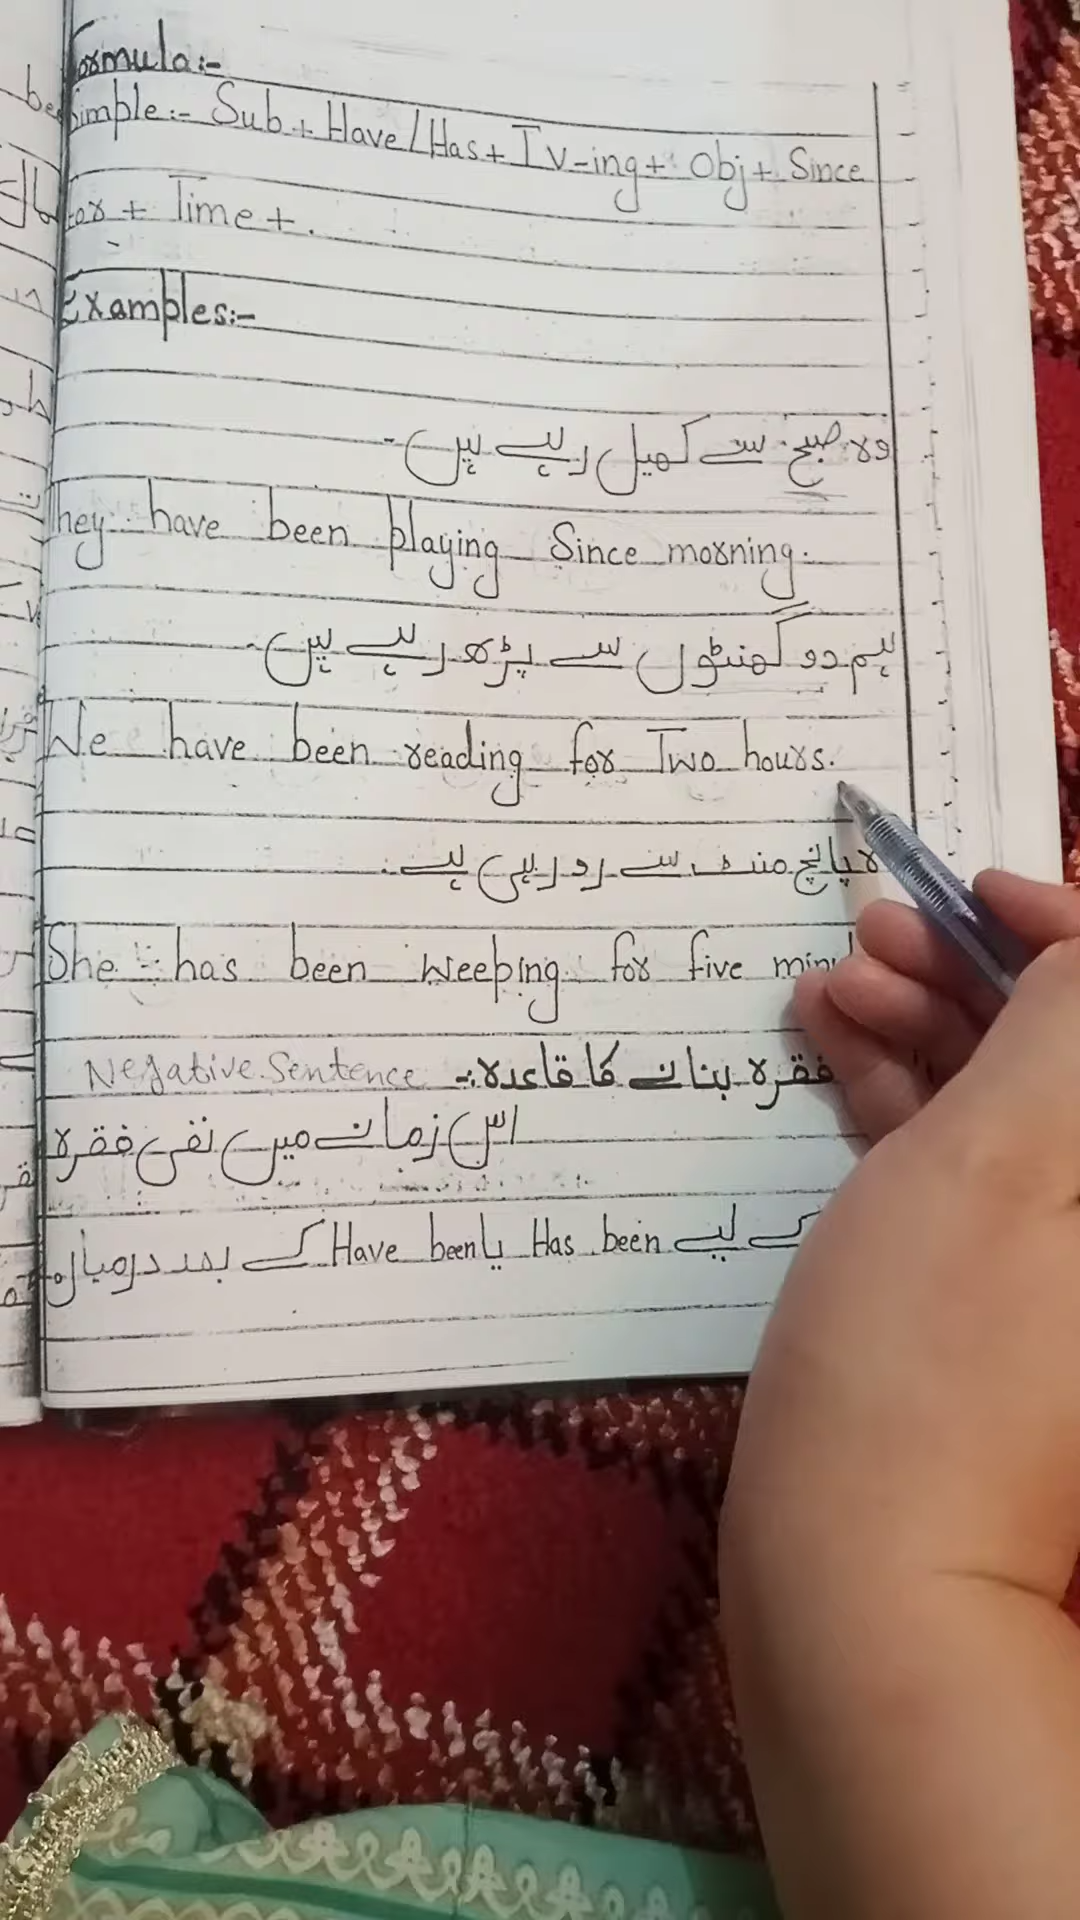 Formula:-
Simple:- Sub + Have/Has + Iv-ing + Obj + Since
for + Time + .
Examples:-
وہ صبح سے کھیل رہے ہیں۔
They have been playing Since morning.
ہم دو گھنٹوں سے پڑھ رہے ہیں۔
We have been reading for Two hours.
پانچ منٹ سے رو رہی ہے۔
She has been weeping for five
Negative Sentence فقرہ بنانے کا قاعدہ:-
اس زمانے میں نفی فقرہ
کے لیے Has been یا Have been کے بعد درمیان